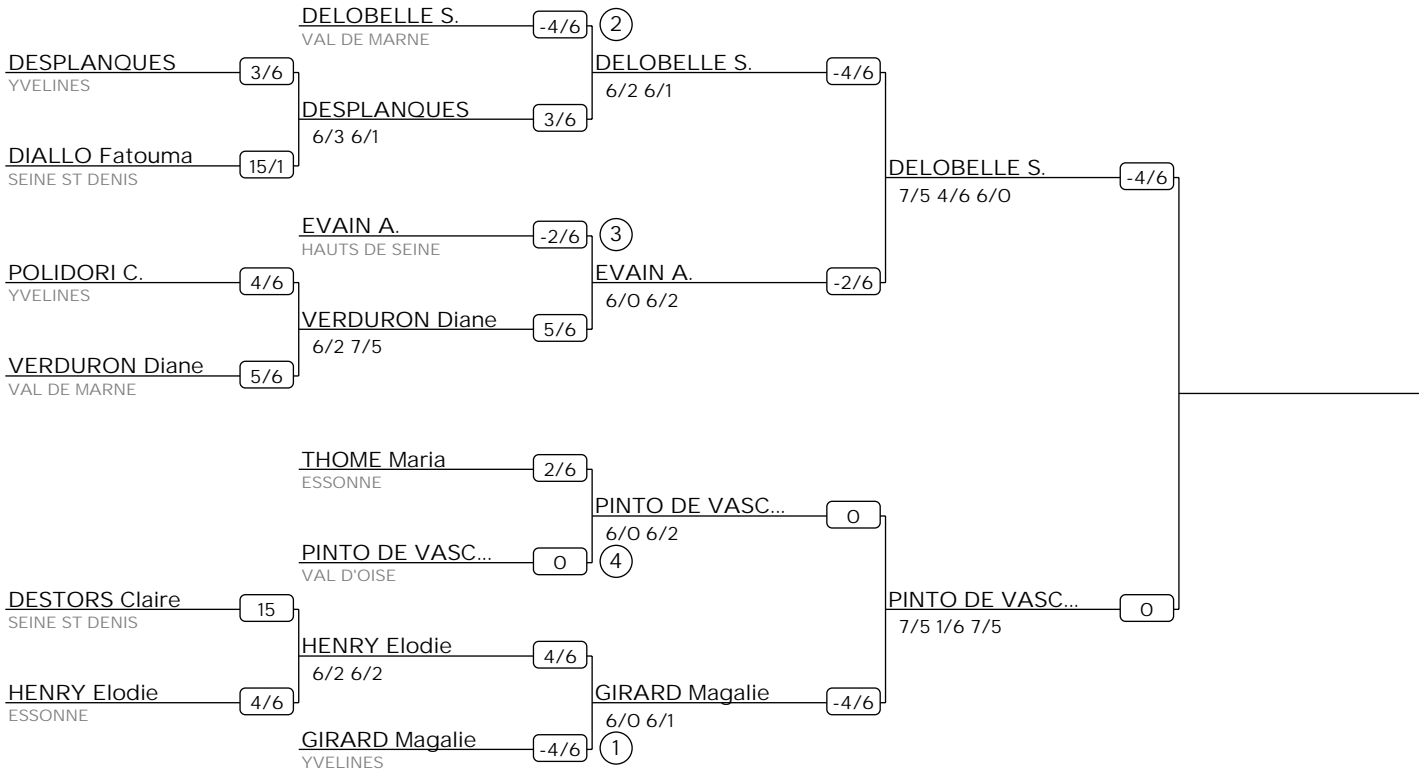 DELOBELLE S.
-4/6
2
VAL DE MARNE
DESPLANQUES
3/6
YVELINES
DELOBELLE S.
-4/6
6/2 6/1
DESPLANQUES
3/6
6/3 6/1
DIALLO Fatouma
15/1
SEINE ST DENIS
DELOBELLE S.
-4/6
7/5 4/6 6/0
EVAIN A.
-2/6
3
HAUTS DE SEINE
POLIDORI C.
4/6
YVELINES
EVAIN A.
-2/6
6/0 6/2
VERDURON Diane
5/6
6/2 7/5
VERDURON Diane
5/6
VAL DE MARNE
THOME Maria
2/6
ESSONNE
PINTO DE VASC...
0
6/0 6/2
PINTO DE VASC...
0
4
VAL D'OISE
DESTORS Claire
15
SEINE ST DENIS
PINTO DE VASC...
0
7/5 1/6 7/5
HENRY Elodie
4/6
6/2 6/2
HENRY Elodie
4/6
ESSONNE
GIRARD Magalie
-4/6
6/0 6/1
GIRARD Magalie
-4/6
1
YVELINES